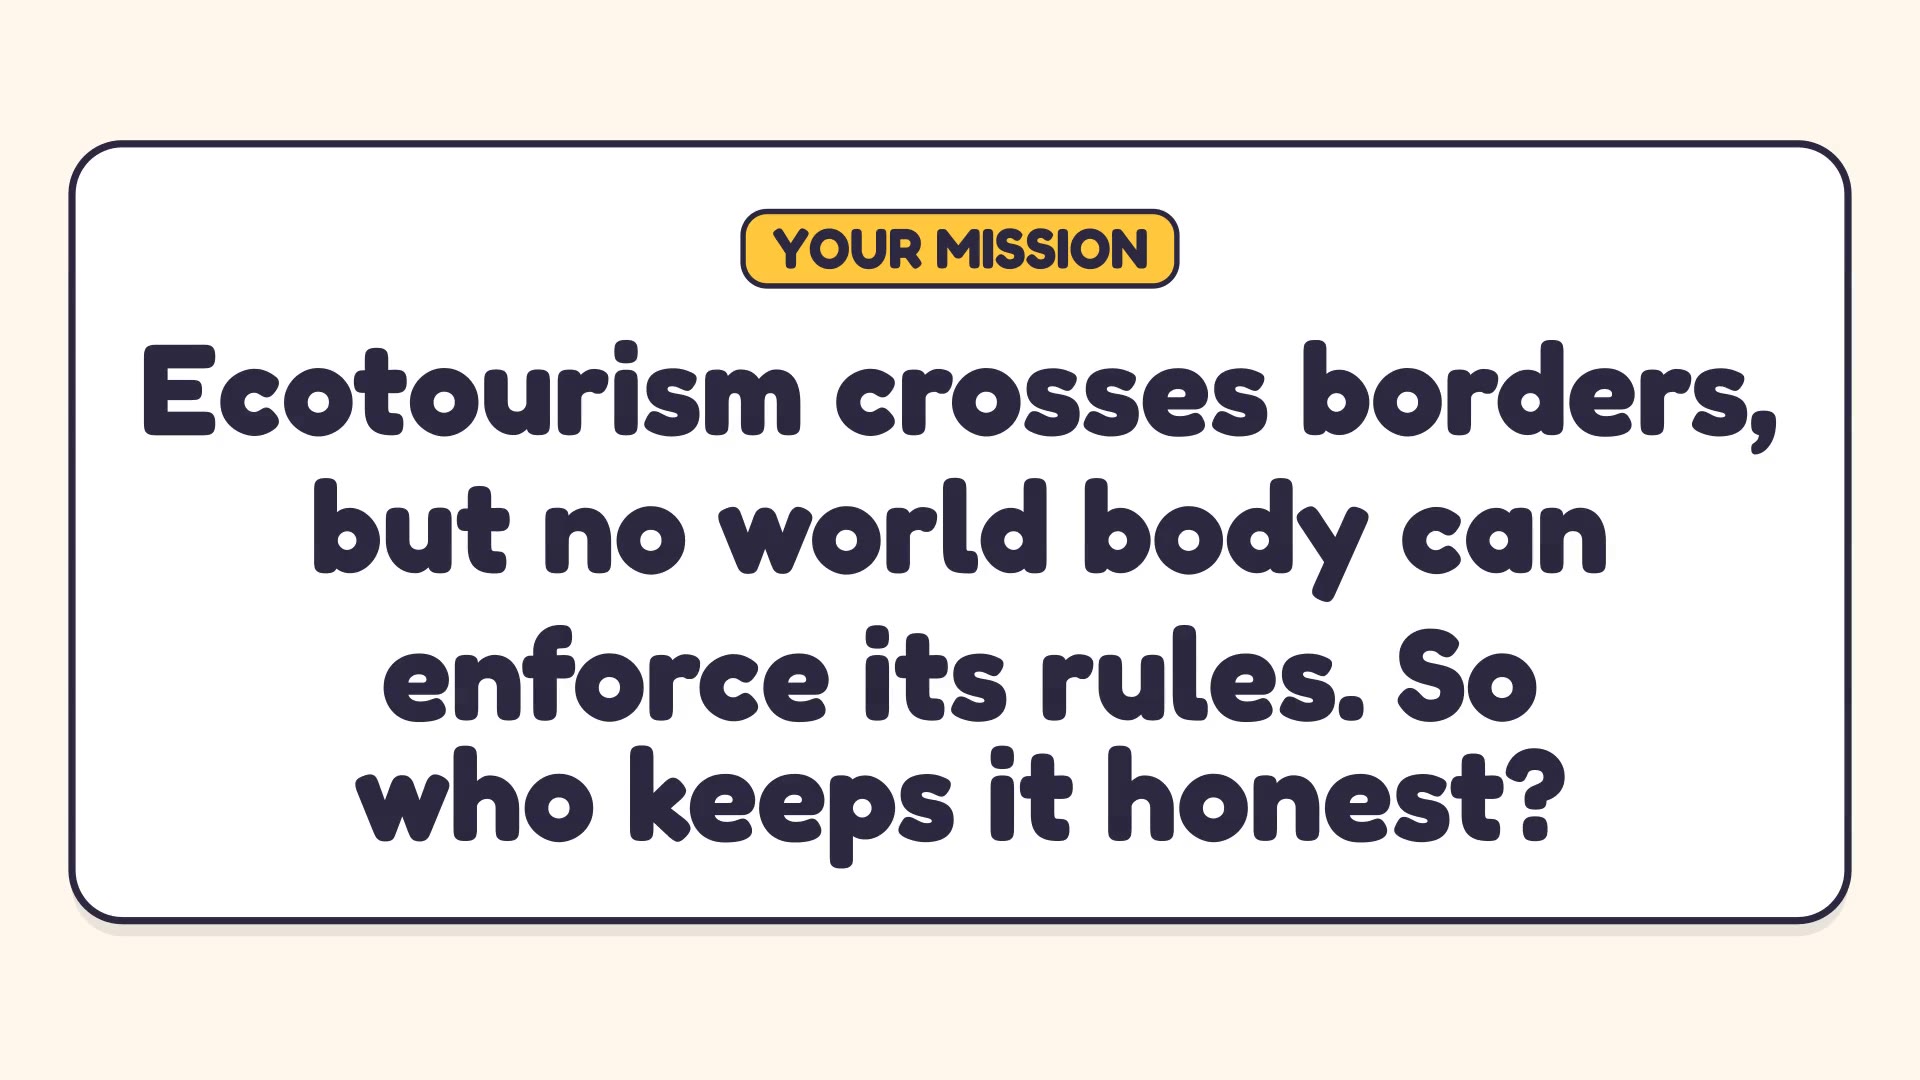 YOUR MISSION
Ecotourism crosses borders,
but no world body can
enforce its rules. So
who keeps it honest?